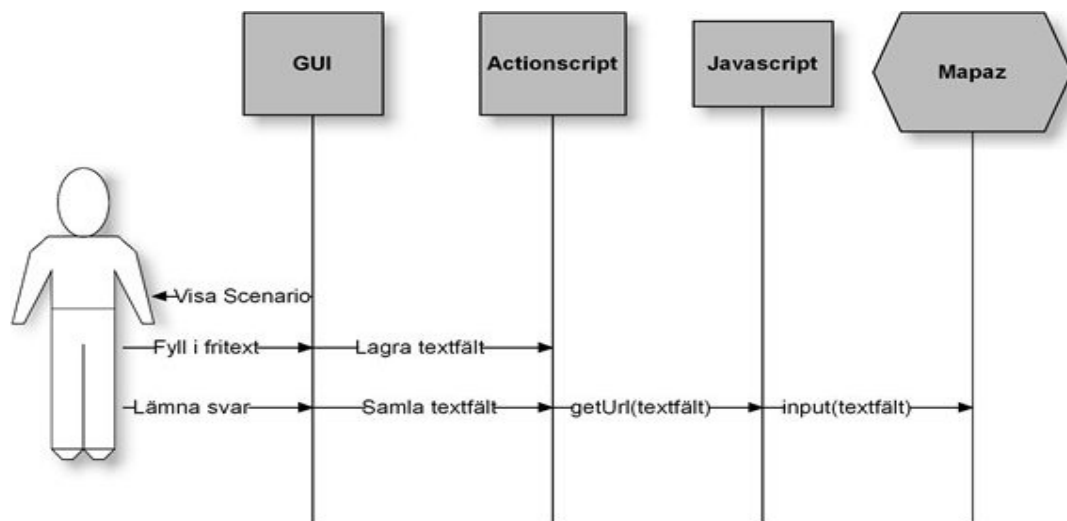 GUI
Actionscript
Javascript
Mapaz
Visa Scenario
Fyll i fritext
Lagra textfält
Lämna svar
Samla textfält
getUrl(textfält)
input(textfält)